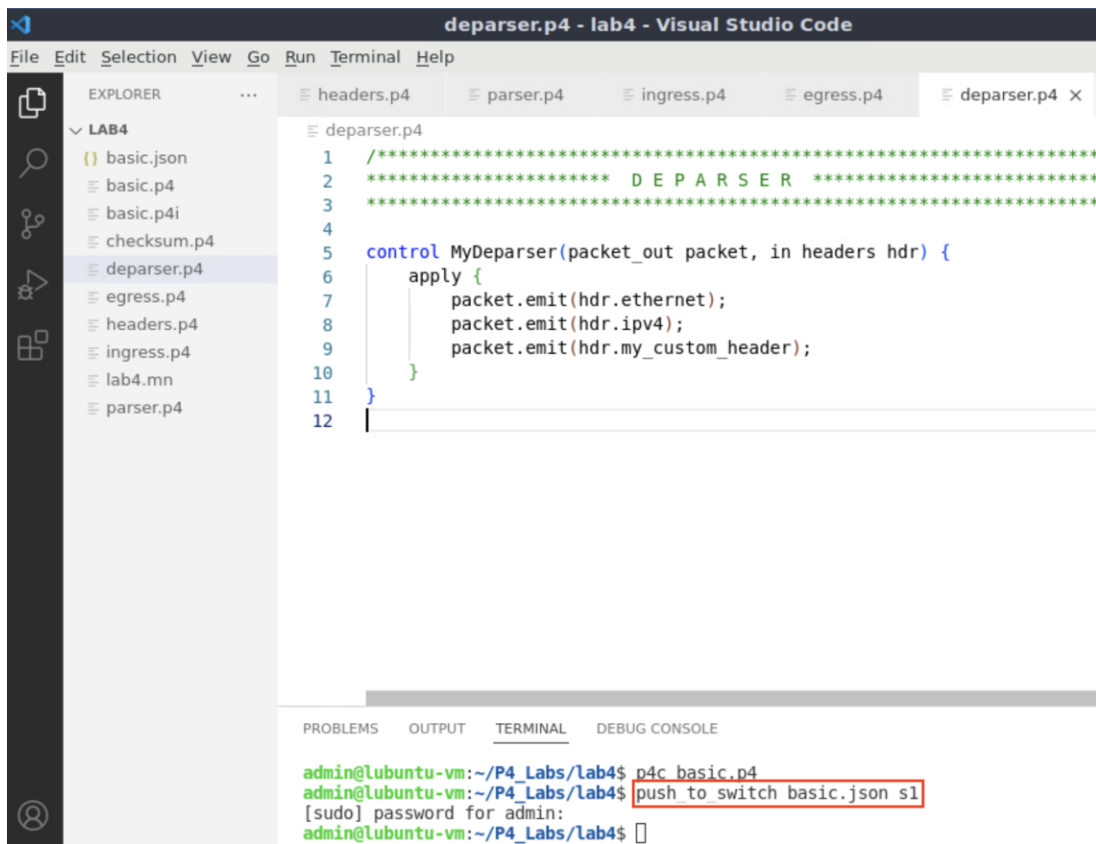 deparser.p4 - lab4 - Visual Studio Code
File Edit Selection View Go Run Terminal Help
EXPLORER ...
headers.p4 parser.p4 ingress.p4 egress.p4 deparser.p4 ×
LAB4
{} basic.json
basic.p4
basic.p4i
checksum.p4
deparser.p4
egress.p4
headers.p4
ingress.p4
lab4.mn
parser.p4
deparser.p4
1 /*********************************************************************
2 *********************** D E P A R S E R ***************************
3 *********************************************************************
4
5 control MyDeparser(packet_out packet, in headers hdr) {
6 apply {
7 packet.emit(hdr.ethernet);
8 packet.emit(hdr.ipv4);
9 packet.emit(hdr.my_custom_header);
10 }
11 }
12
PROBLEMS OUTPUT TERMINAL DEBUG CONSOLE
admin@lubuntu-vm:~/P4_Labs/lab4$ p4c basic.p4
admin@lubuntu-vm:~/P4_Labs/lab4$ push_to_switch basic.json s1
[sudo] password for admin:
admin@lubuntu-vm:~/P4_Labs/lab4$